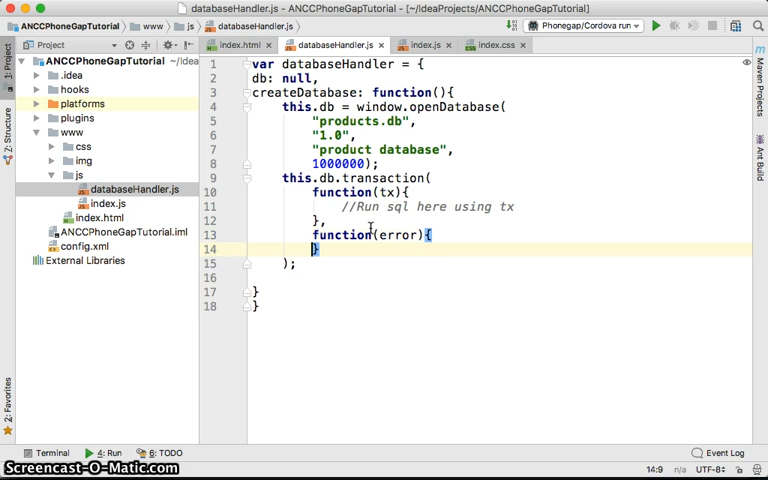 databaseHandler.js - ANCCPhoneGapTutorial - [~/IdeaProjects/ANCCPhoneGapTutorial]
ANCCPhoneGapTutorial www js databaseHandler.js Phonegap/Cordova run
Project index.html databaseHandler.js index.js index.css
1: Project
7: Structure
2: Favorites
ANCCPhoneGapTutorial ~/Idea
.idea
hooks
platforms
plugins
www
css
img
js
databaseHandler.js
index.js
index.html
ANCCPhoneGapTutorial.iml
config.xml
External Libraries
1 var databaseHandler = {
2 db: null,
3 createDatabase: function(){
4 this.db = window.openDatabase(
5 "products.db",
6 "1.0",
7 "product database",
8 1000000);
9 this.db.transaction(
10 function(tx){
11 //Run sql here using tx
12 },
13 function(error){
14 }
15 );
16
17 }
18 }
Maven Projects
Ant Build
Terminal 4: Run 6: TODO Event Log
14:9 n/a UTF-8
Screencast-O-Matic.com